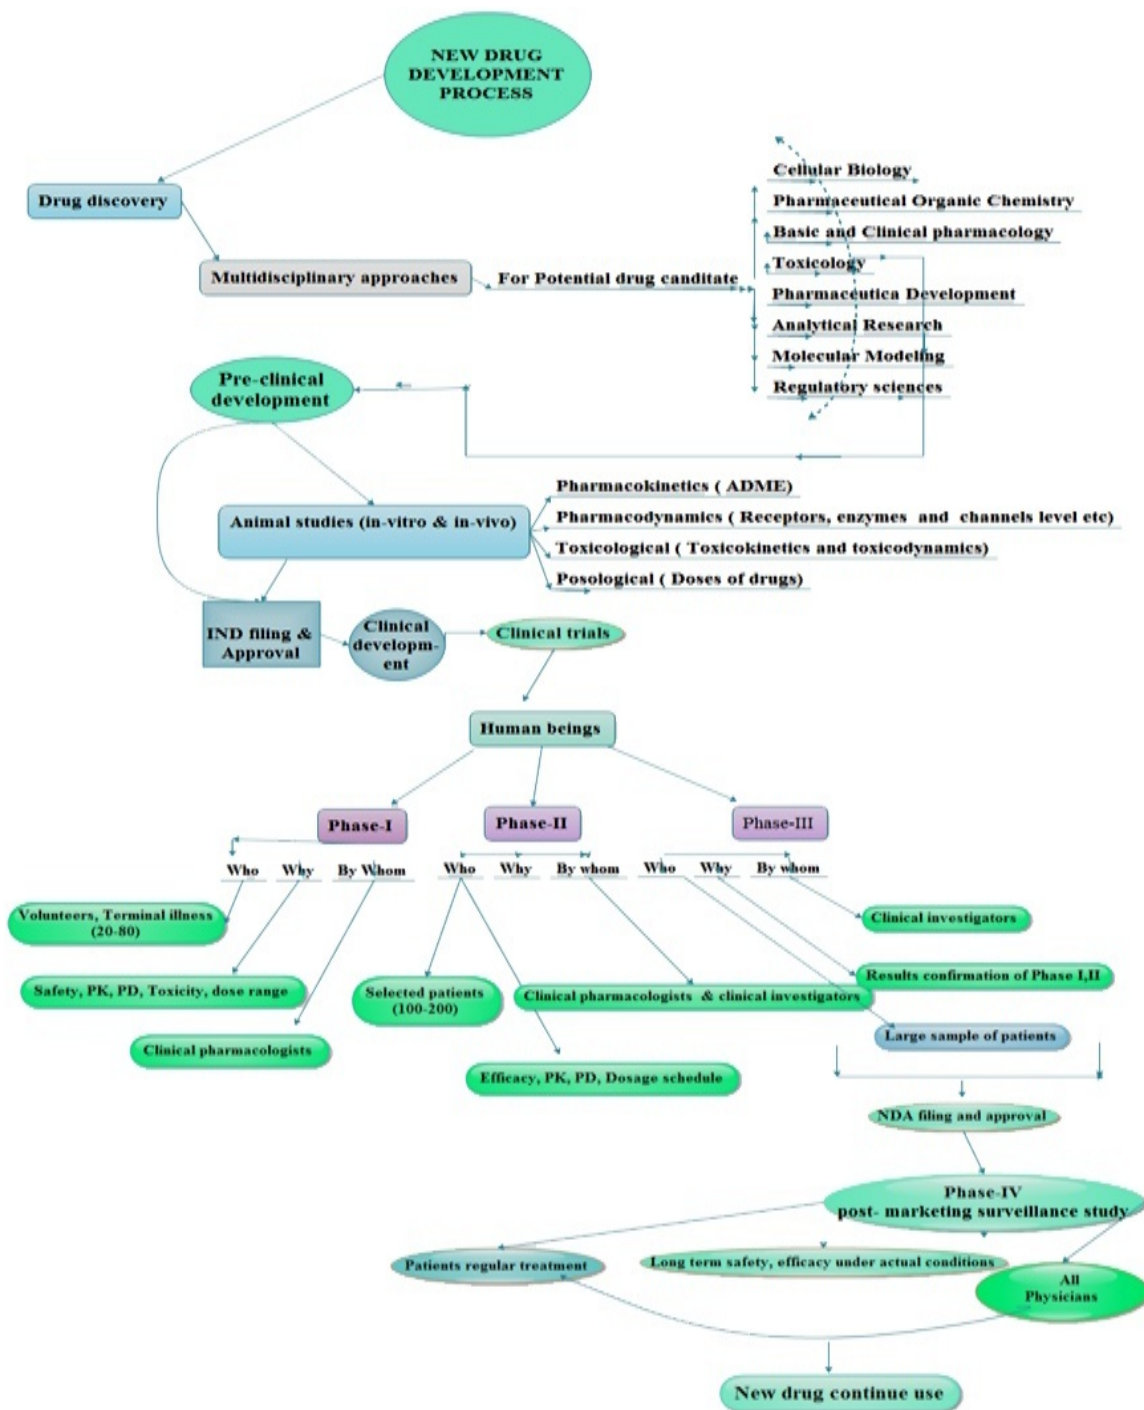 NEW DRUG
DEVELOPMENT
PROCESS
Drug discovery
Multidisciplinary approaches
For Potential drug canditate
Cellular Biology
Pharmaceutical Organic Chemistry
Basic and Clinical pharmacology
Toxicology
Pharmaceutica Development
Analytical Research
Molecular Modeling
Regulatory sciences
Pre-clinical
development
Animal studies (in-vitro & in-vivo)
Pharmacokinetics ( ADME)
Pharmacodynamics ( Receptors, enzymes and channels level etc)
Toxicological ( Toxicokinetics and toxicodynamics)
Posological ( Doses of drugs)
IND filing &
Approval
Clinical
developm-
ent
Clinical trials
Human beings
Phase-I
Phase-II
Phase-III
Who Why By Whom
Who Why By whom
Who Why By whom
Volunteers, Terminal illness
(20-80)
Safety, PK, PD, Toxicity, dose range
Clinical pharmacologists
Selected patients
(100-200)
Clinical pharmacologists & clinical investigators
Efficacy, PK, PD, Dosage schedule
Clinical investigators
Results confirmation of Phase I,II
Large sample of patients
NDA filing and approval
Phase-IV
post- marketing surveillance study
Patients regular treatment
Long term safety, efficacy under actual conditions
All
Physicians
New drug continue use